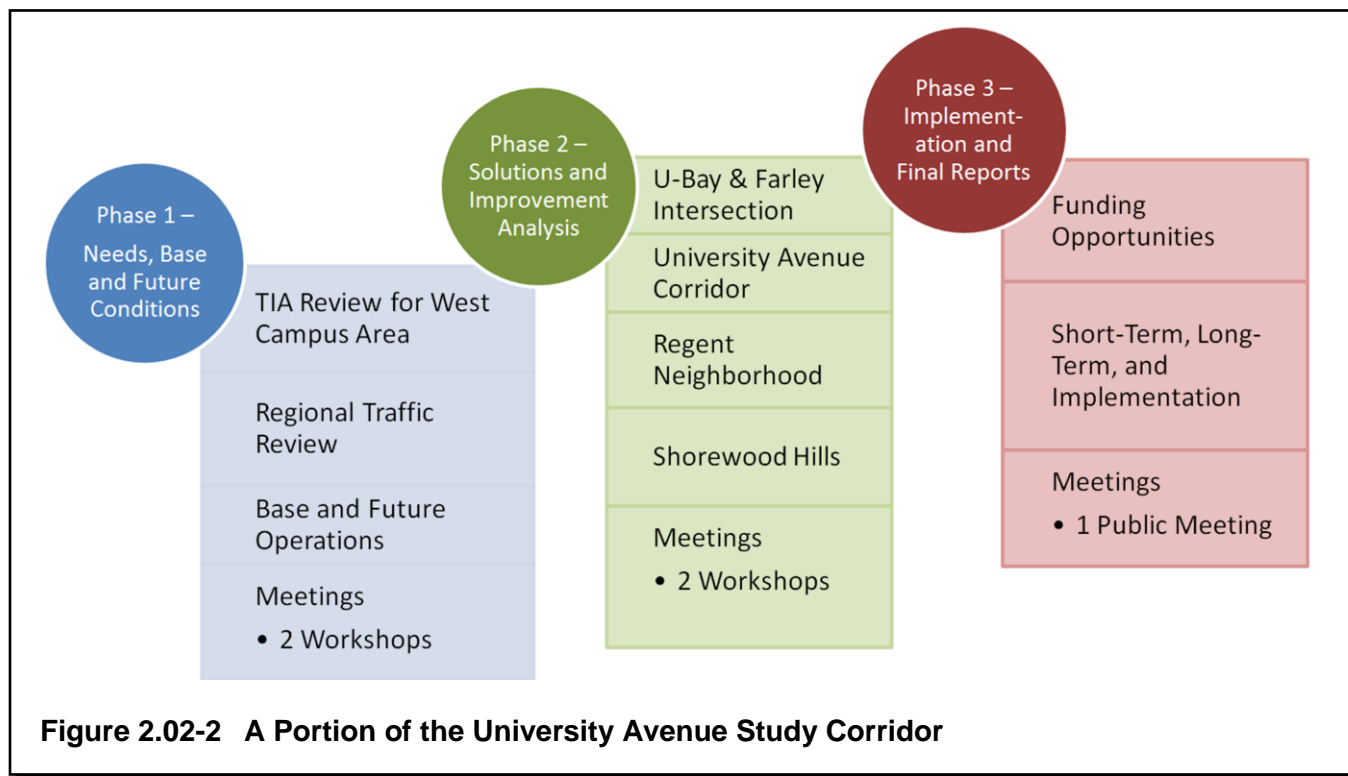 Phase 1 –
Needs, Base
and Future
Conditions
TIA Review for West
Campus Area
Regional Traffic
Review
Base and Future
Operations
Meetings
• 2 Workshops
Phase 2 –
Solutions and
Improvement
Analysis
U-Bay & Farley
Intersection
University Avenue
Corridor
Regent
Neighborhood
Shorewood Hills
Meetings
• 2 Workshops
Phase 3 –
Implement-
ation and
Final Reports
Funding
Opportunities
Short-Term, Long-
Term, and
Implementation
Meetings
• 1 Public Meeting
Figure 2.02-2 A Portion of the University Avenue Study Corridor